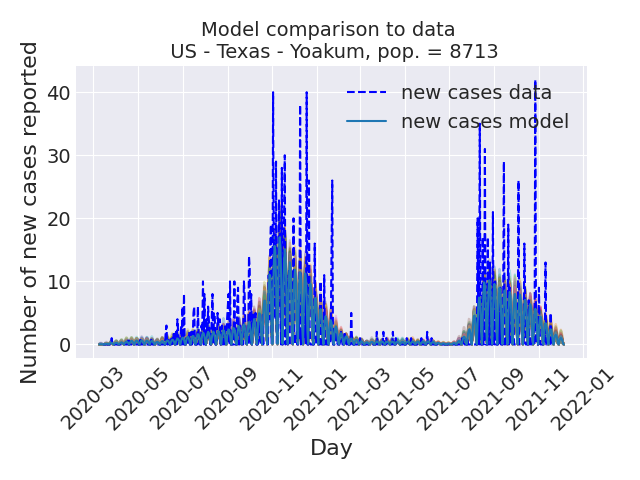 Model comparison to data
US - Texas - Yoakum, pop. = 8713
Number of new cases reported
40
30
20
10
0
new cases data
new cases model
2020-03
2020-05
2020-07
2020-09
2020-11
2021-01
2021-03
2021-05
2021-07
2021-09
2021-11
2022-01
Day